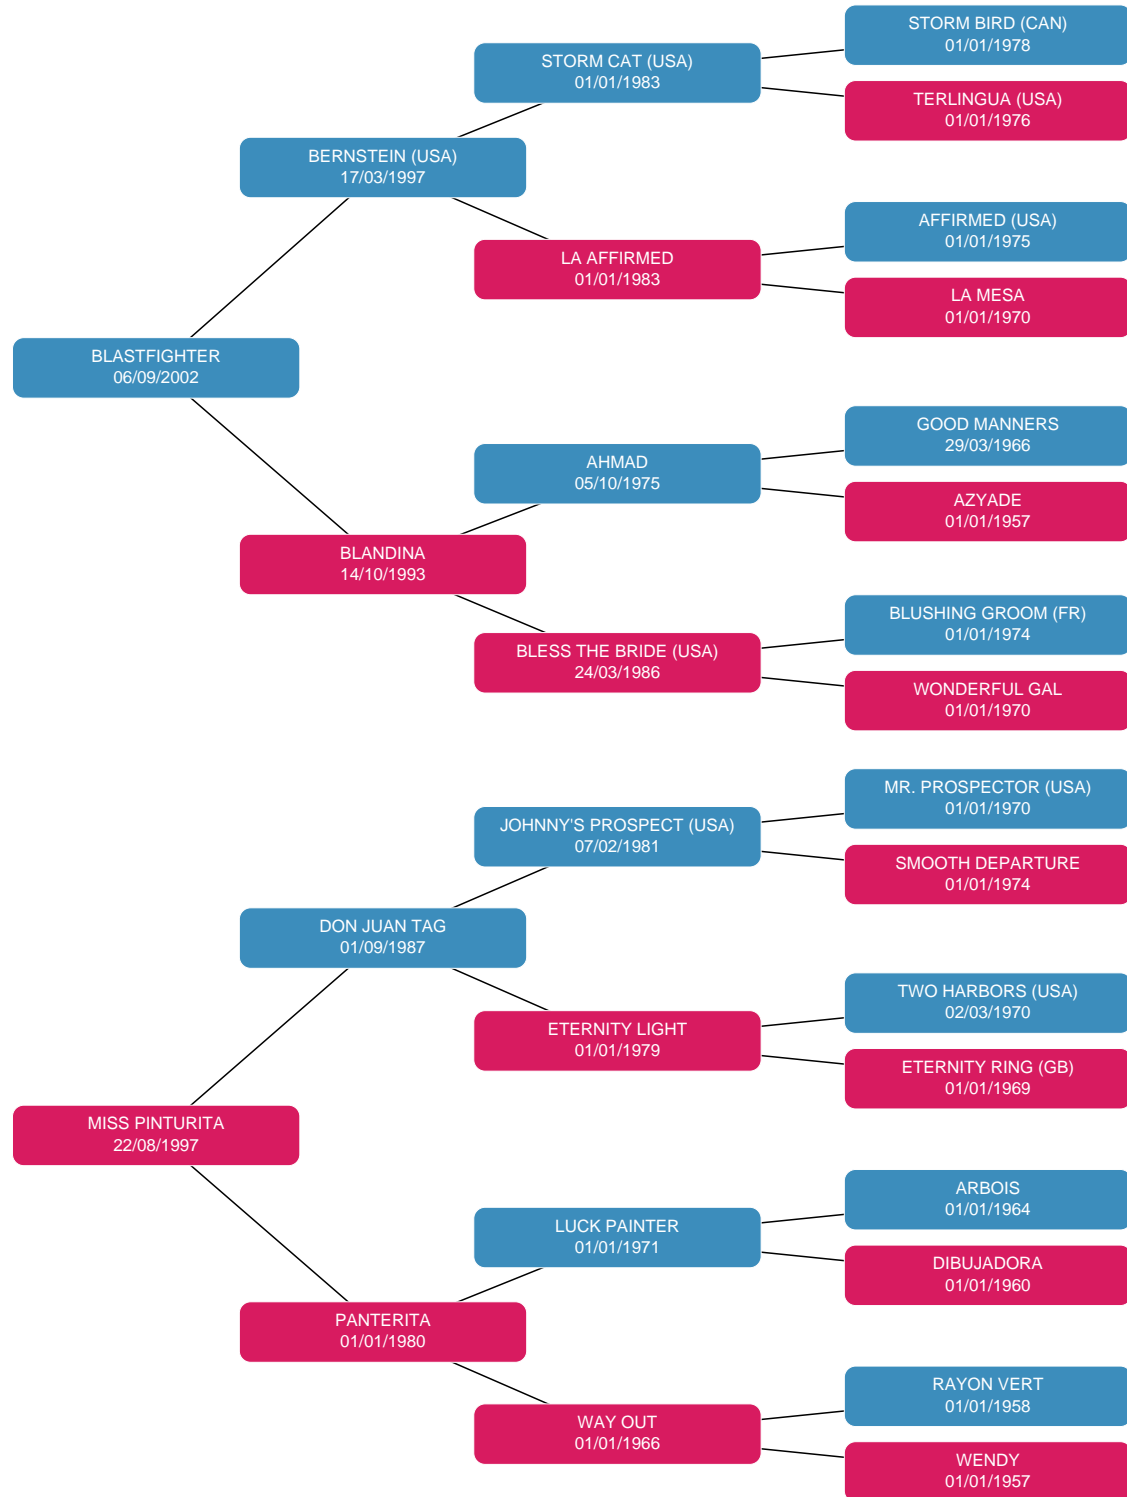 STORM BIRD (CAN)
01/01/1978
STORM CAT (USA)
01/01/1983
TERLINGUA (USA)
01/01/1976
BERNSTEIN (USA)
17/03/1997
AFFIRMED (USA)
01/01/1975
LA AFFIRMED
01/01/1983
LA MESA
01/01/1970
BLASTFIGHTER
06/09/2002
GOOD MANNERS
29/03/1966
AHMAD
05/10/1975
AZYADE
01/01/1957
BLANDINA
14/10/1993
BLUSHING GROOM (FR)
01/01/1974
BLESS THE BRIDE (USA)
24/03/1986
WONDERFUL GAL
01/01/1970
MR. PROSPECTOR (USA)
01/01/1970
JOHNNY'S PROSPECT (USA)
07/02/1981
SMOOTH DEPARTURE
01/01/1974
DON JUAN TAG
01/09/1987
TWO HARBORS (USA)
02/03/1970
ETERNITY LIGHT
01/01/1979
ETERNITY RING (GB)
01/01/1969
MISS PINTURITA
22/08/1997
ARBOIS
01/01/1964
LUCK PAINTER
01/01/1971
DIBUJADORA
01/01/1960
PANTERITA
01/01/1980
RAYON VERT
01/01/1958
WAY OUT
01/01/1966
WENDY
01/01/1957